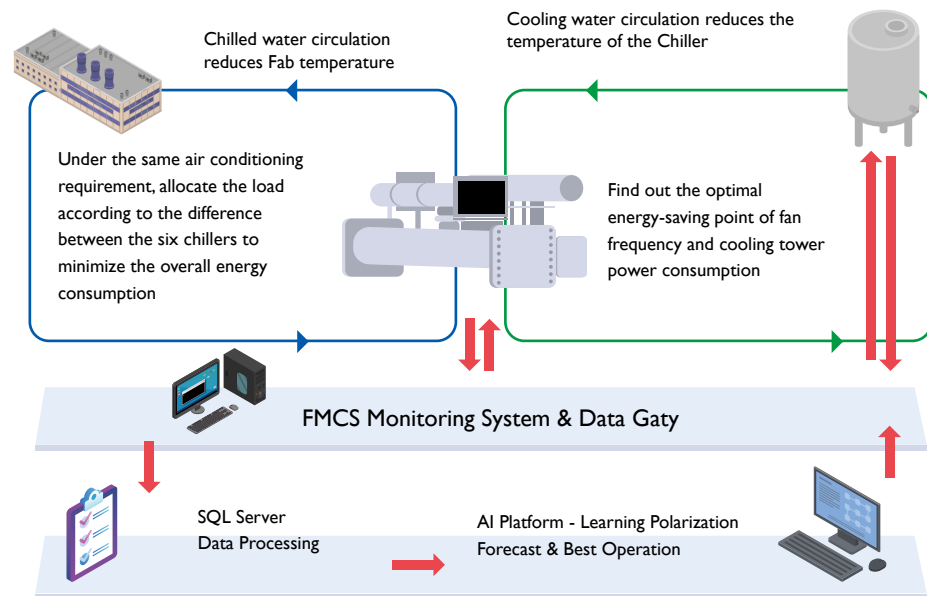 Chilled water circulation
reduces Fab temperature
Cooling water circulation reduces the
temperature of the Chiller
Under the same air conditioning
requirement, allocate the load
according to the difference
between the six chillers to
minimize the overall energy
consumption
Find out the optimal
energy-saving point of fan
frequency and cooling tower
power consumption
FMCS Monitoring System & Data Gaty
SQL Server
Data Processing
AI Platform - Learning Polarization
Forecast & Best Operation